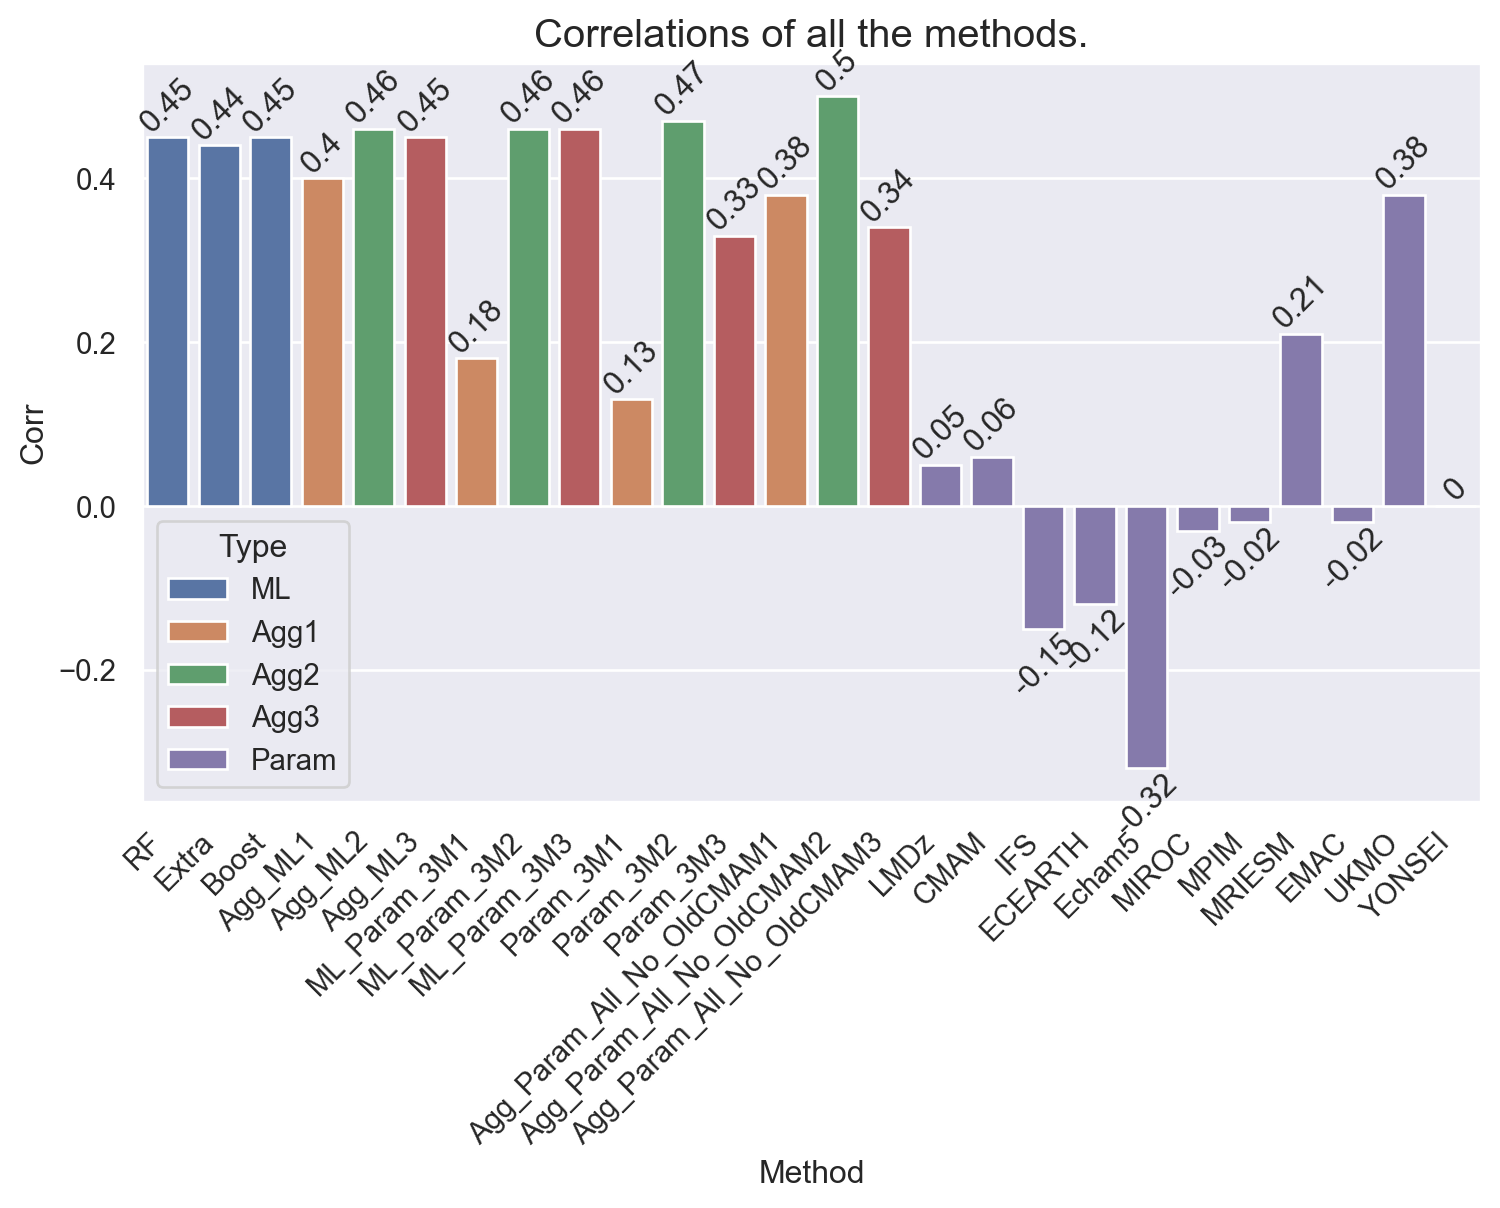 Correlations of all the methods.
0.45
0.44
0.45
0.4
0.46
0.45
0.18
0.46
0.46
0.13
0.47
0.33
0.38
0.5
0.34
0.05
0.06
-0.15
-0.12
-0.32
-0.03
-0.02
0.21
-0.02
0.38
0
Corr
0.4
0.2
0.0
−0.2
Type
ML
Agg1
Agg2
Agg3
Param
RF
Extra
Boost
Agg_ML1
Agg_ML2
Agg_ML3
ML_Param_3M1
ML_Param_3M2
ML_Param_3M3
Param_3M1
Param_3M2
Param_3M3
Agg_Param_All_No_OldCMAM1
Agg_Param_All_No_OldCMAM2
Agg_Param_All_No_OldCMAM3
LMDz
CMAM
IFS
ECEARTH
Echam5
MIROC
MPIM
MRIESM
EMAC
UKMO
YONSEI
Method